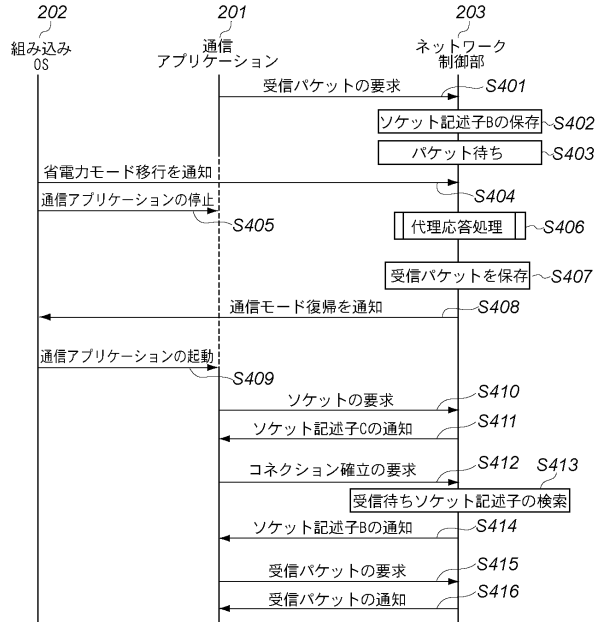 202
201
203
組み込み
OS
通信
アプリケーション
ネットワーク
制御部
受信パケットの要求
S401
ソケット記述子Bの保存
S402
パケット待ち
S403
省電力モード移行を通知
S404
通信アプリケーションの停止
S405
代理応答処理
S406
受信パケットを保存
S407
通信モード復帰を通知
S408
通信アプリケーションの起動
S409
ソケットの要求
S410
ソケット記述子Cの通知
S411
コネクション確立の要求
S412
S413
受信待ちソケット記述子の検索
ソケット記述子Bの通知
S414
受信パケットの要求
S415
受信パケットの通知
S416